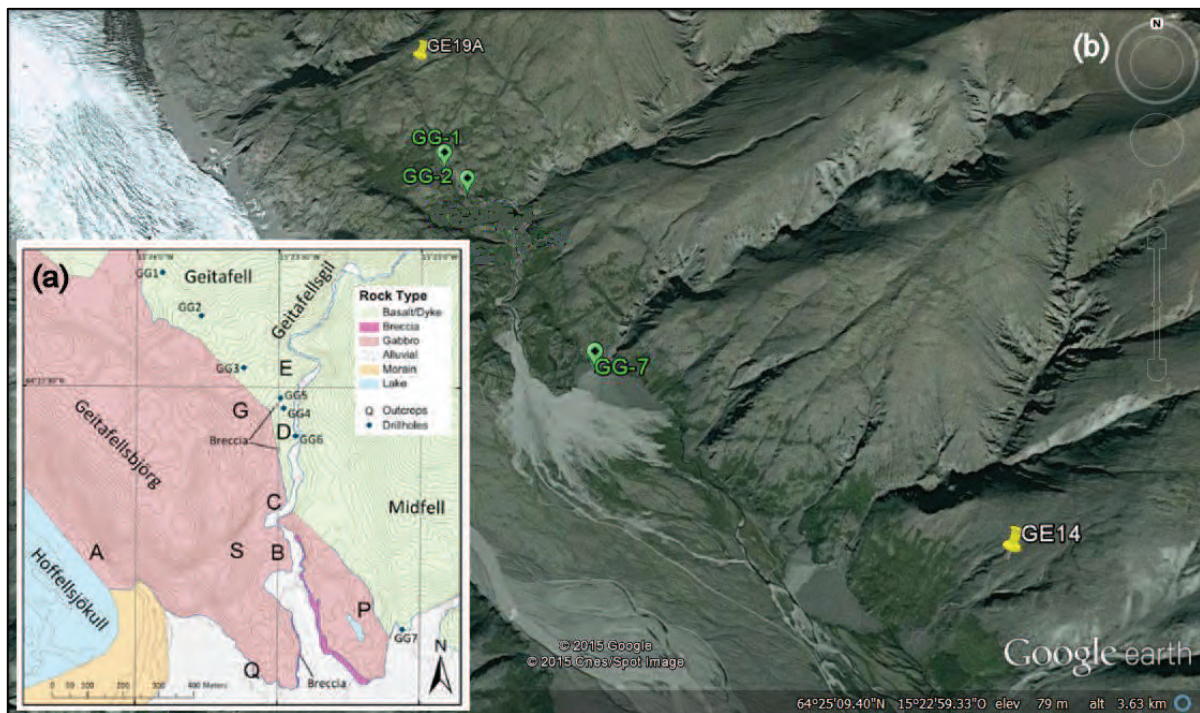 (b)
N
GE19A
GG-1
GG-2
GG-7
GE14
© 2015 Google
© 2015 Cnes/Spot Image
Google earth
64°25'09.40"N 15°22'59.33"O elev 79 m alt 3.63 km
(a)
GG1
Geitafell
GG2
Geitafellsgil
GG3
E
GG5
G
GG4
Breccia
D
GG6
Geitafellsbjörg
C
Midfell
A
S
B
Hoffellsjökull
P
GG7
Q
Breccia
N
Rock Type
Basalt/Dyke
Breccia
Gabbro
Alluvial
Morain
Lake
Q Outcrops
Drillholes
400 Meters